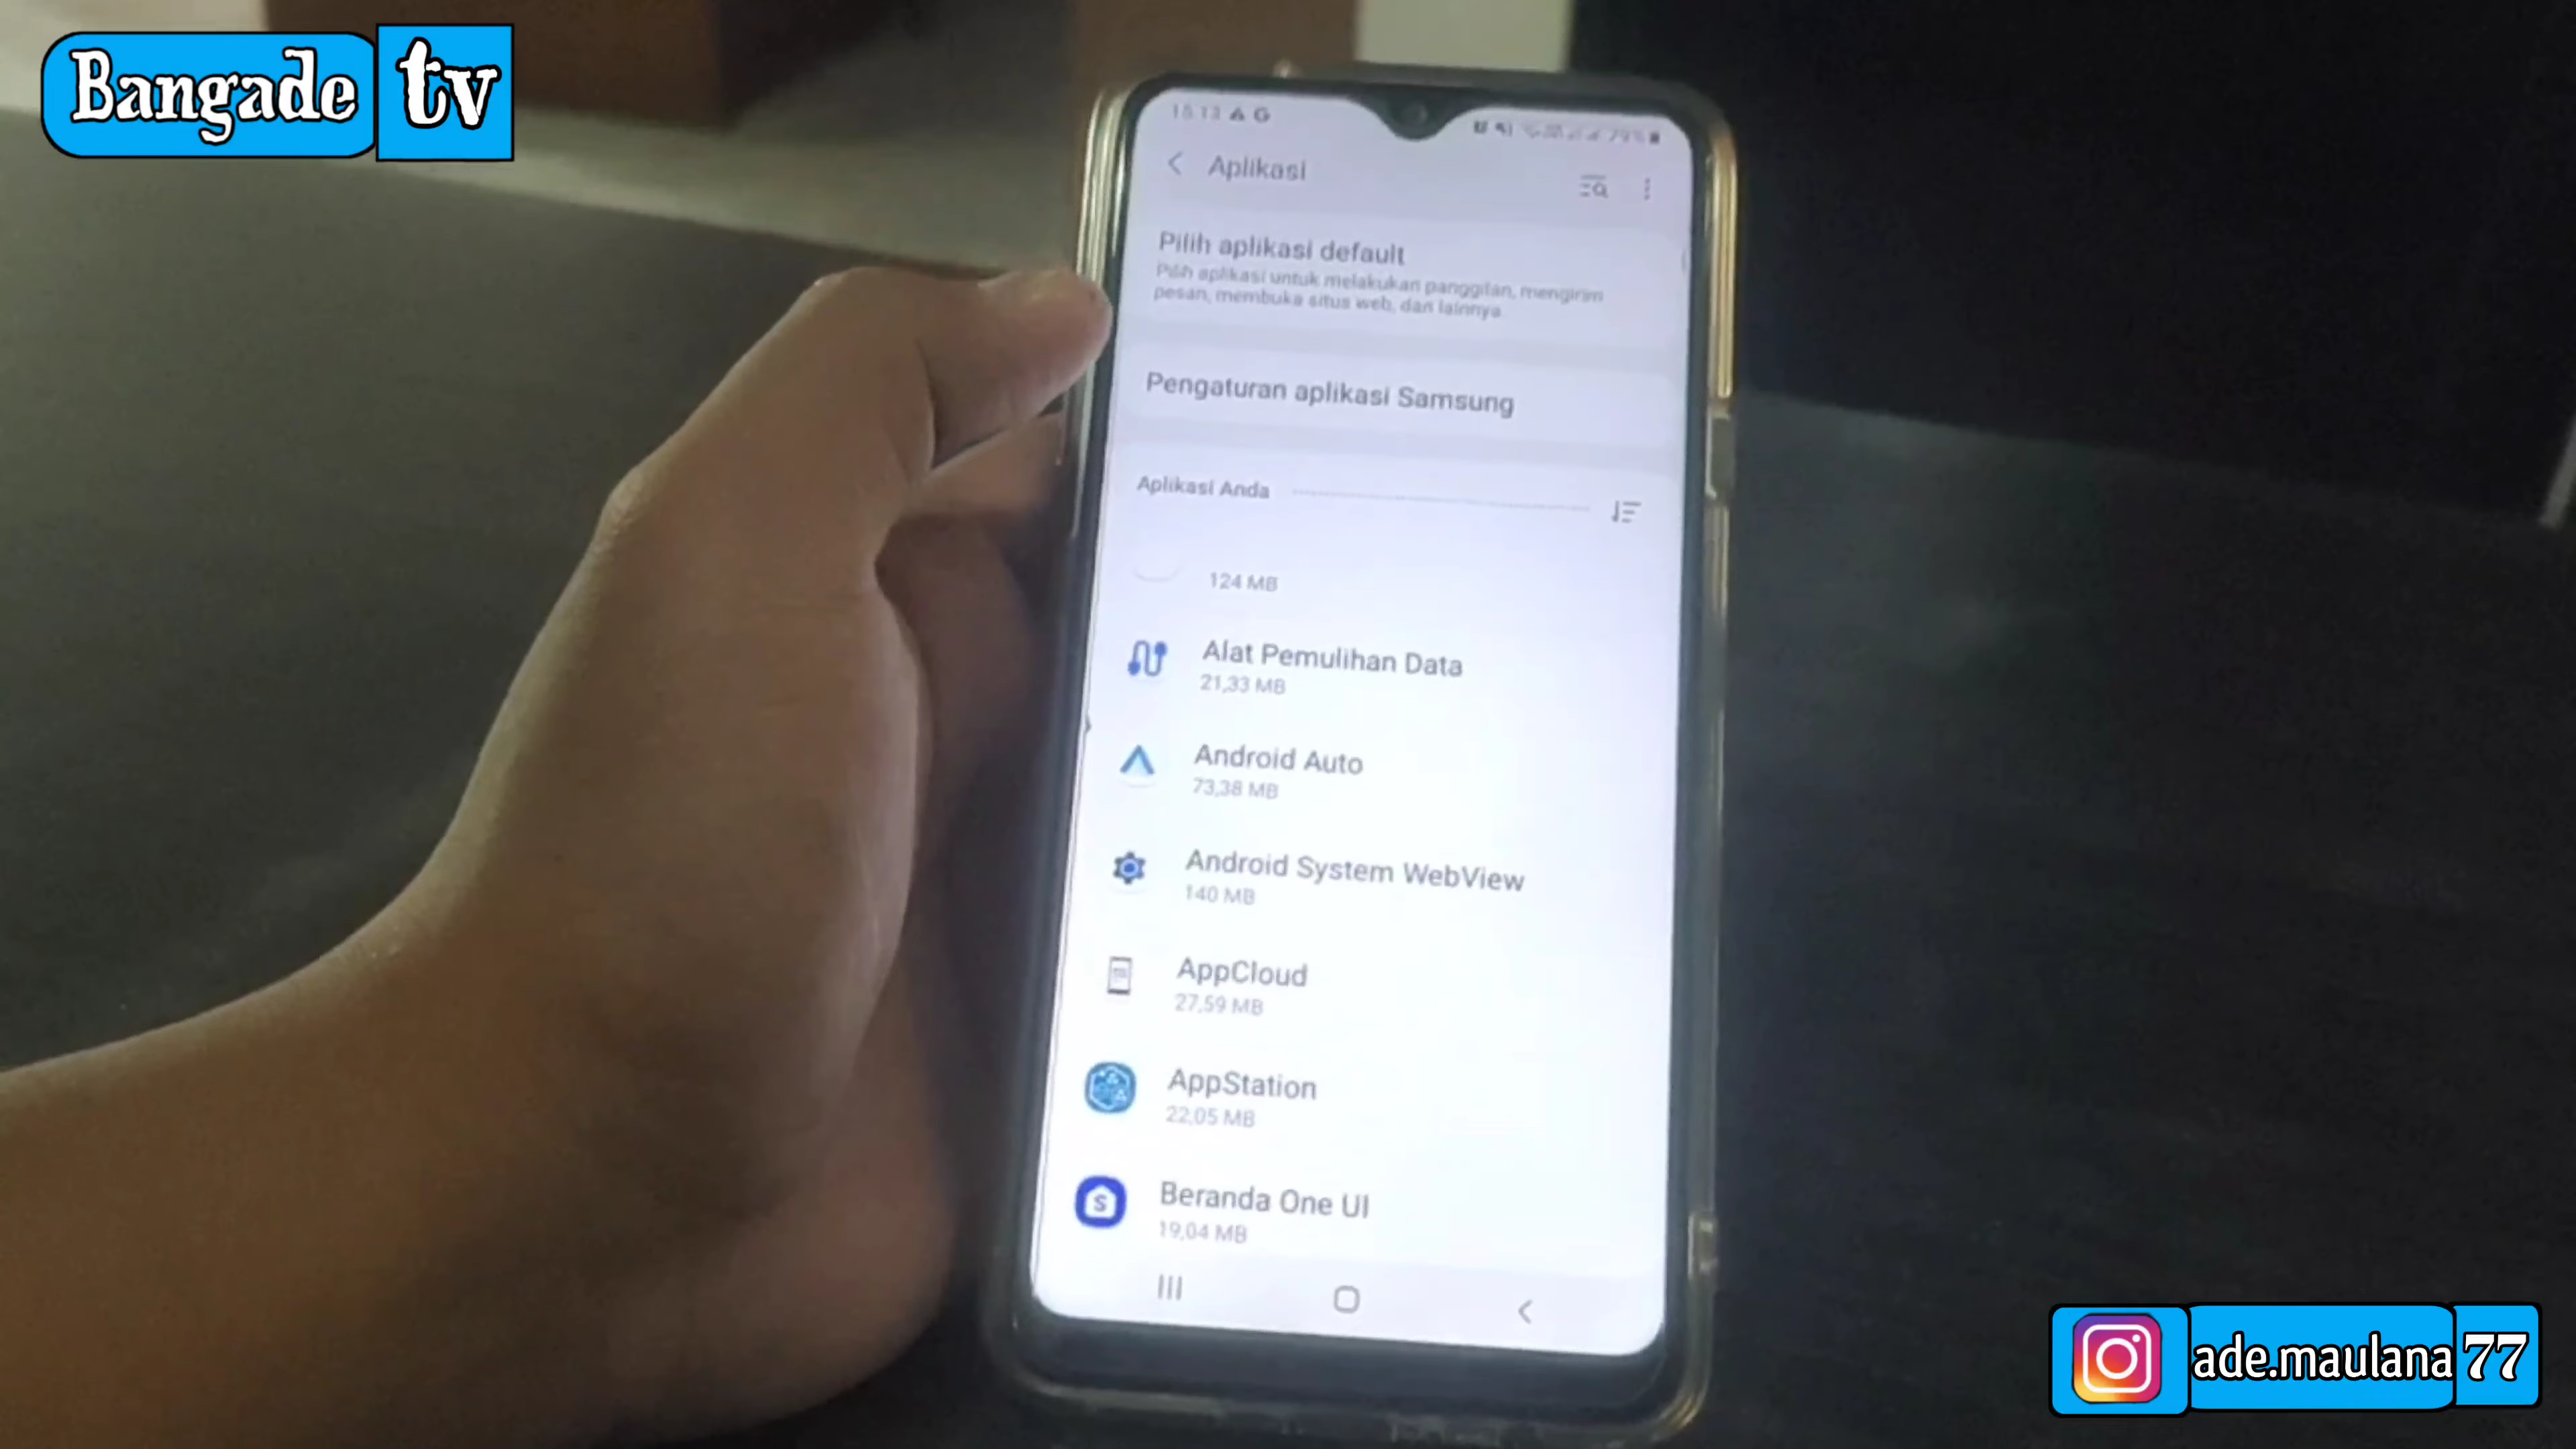 Bangade tv
15.13 G
79%
Aplikasi
Pilih aplikasi default
Pilih aplikasi untuk melakukan panggilan, mengirim
pesan, membuka situs web, dan lainnya
Pengaturan aplikasi Samsung
Aplikasi Anda
124 MB
Alat Pemulihan Data
21,33 MB
Android Auto
73,38 MB
Android System WebView
140 MB
AppCloud
27,59 MB
AppStation
22,05 MB
Beranda One UI
19,04 MB
ade.maulana 77